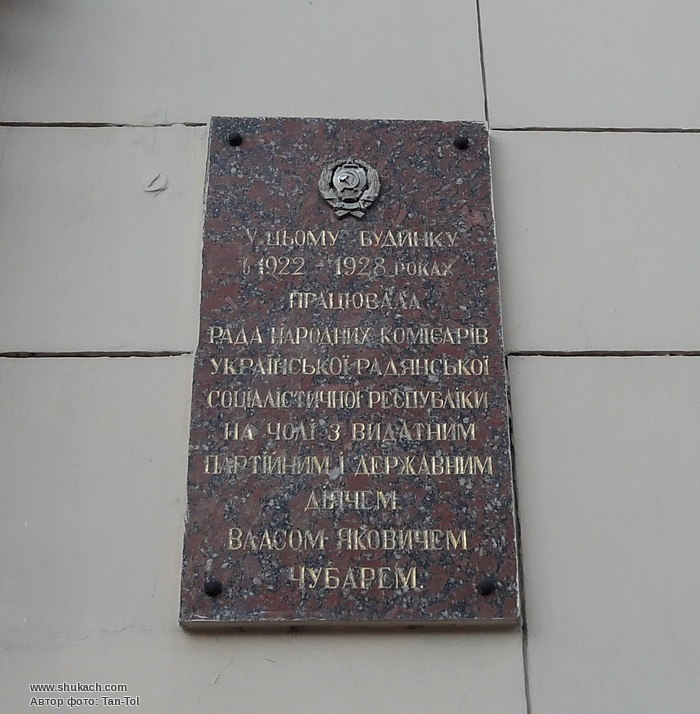 У ЦЬОМУ БУДИНКУ
в 1922 - 1928 РОКАХ
ПРАЦЮВАЛА
РАДА НАРОДНИХ КОМІСАРІВ
УКРАЇНСЬКОЇ РАДЯНСЬКОЇ
СОЦІАЛІСТИЧНОЇ РЕСПУБЛІКИ
НА ЧОЛІ З ВИДАТНИМ
ПАРТІЙНИМ І ДЕРЖАВНИМ
ДІЯЧЕМ
ВЛАСОМ ЯКОВИЧЕМ
ЧУБАРЕМ.
www.shukach.com
Автор фото: Tan-Tol